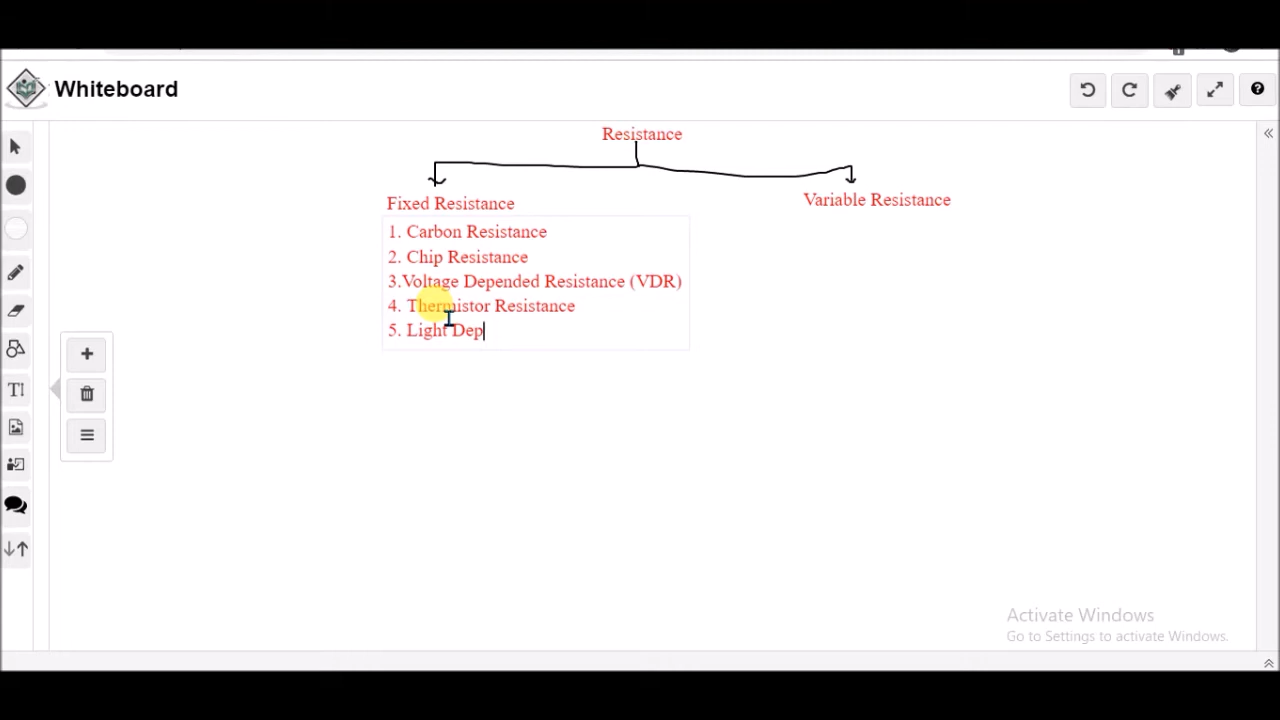 Whiteboard
Resistance
Fixed Resistance
Variable Resistance
1. Carbon Resistance
2. Chip Resistance
3.Voltage Depended Resistance (VDR)
4. Thermistor Resistance
5. Light Dep
Activate Windows
Go to Settings to activate Windows.